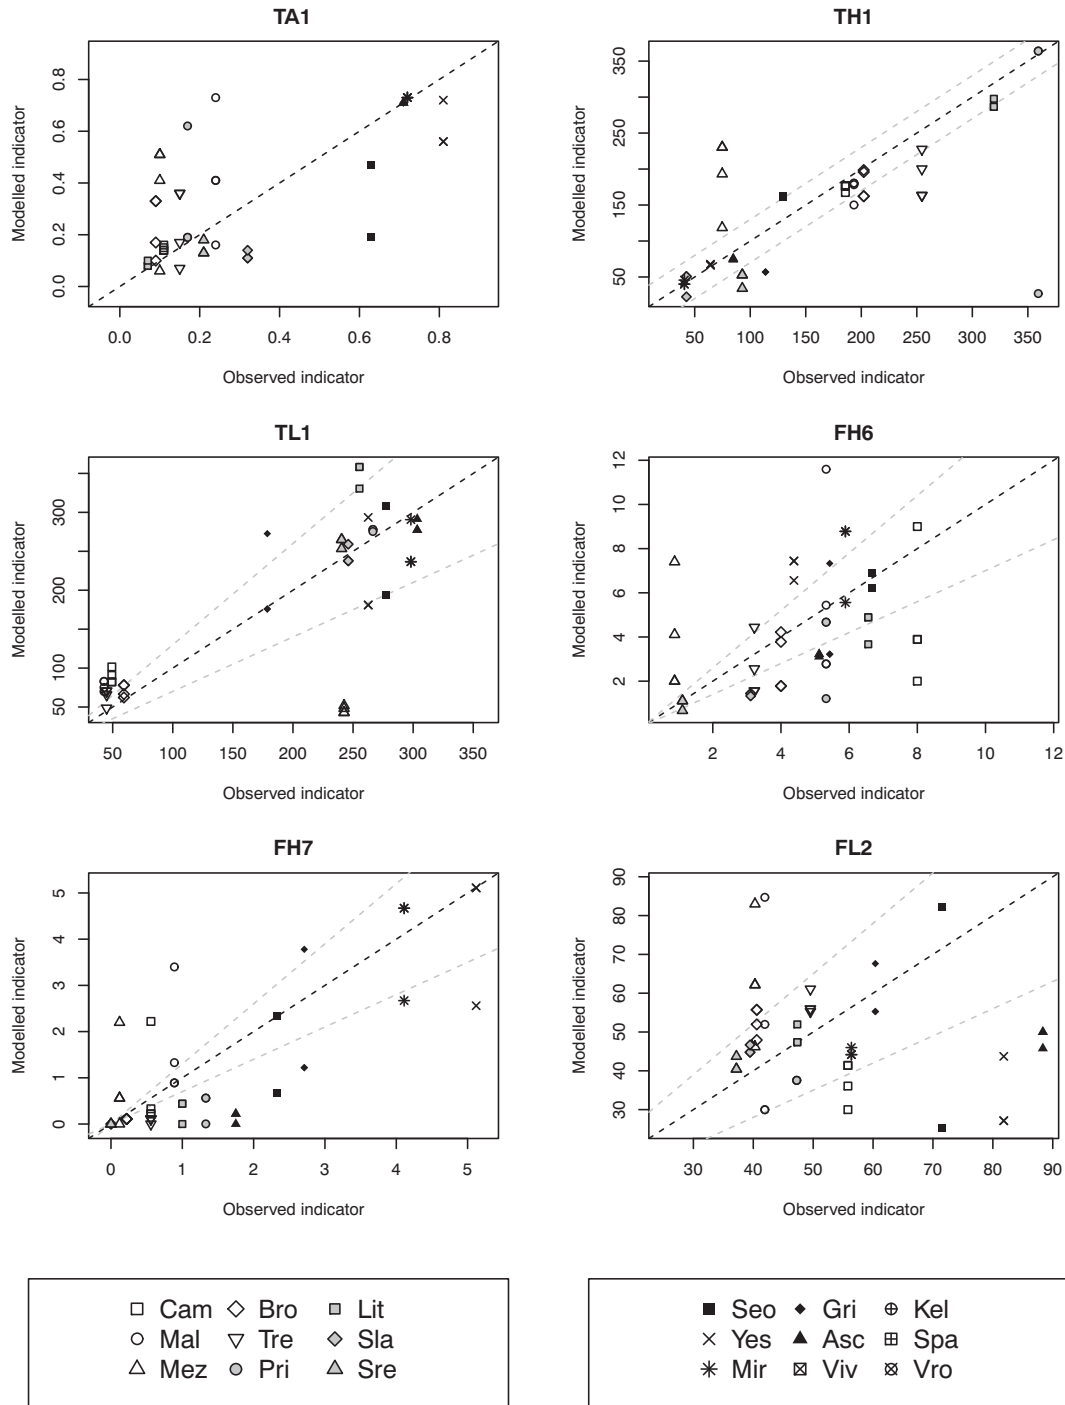 TA1
Modelled indicator
0.0 0.2 0.4 0.6 0.8
0.0 0.2 0.4 0.6 0.8
Observed indicator
TH1
Modelled indicator
50 150 250 350
50 100 150 200 250 300 350
Observed indicator
TL1
Modelled indicator
50 100 200 300
50 100 150 200 250 300 350
Observed indicator
FH6
Modelled indicator
2 4 6 8 10 12
2 4 6 8 10 12
Observed indicator
FH7
Modelled indicator
0 1 2 3 4 5
0 1 2 3 4 5
Observed indicator
FL2
Modelled indicator
30 40 50 60 70 80 90
30 40 50 60 70 80 90
Observed indicator
Cam Bro Lit
Mal Tre Sla
Mez Pri Sre
Seo Gri Kel
Yes Asc Spa
Mir Viv Vro